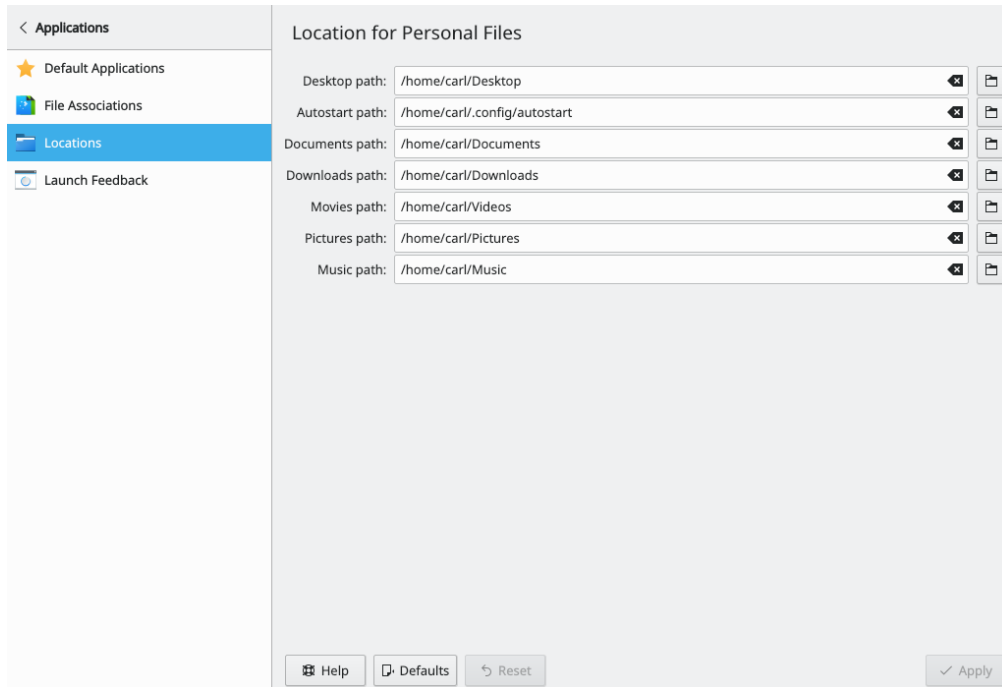 Applications
Default Applications
File Associations
Locations
Launch Feedback
Location for Personal Files
Desktop path: /home/carl/Desktop
Autostart path: /home/carl/.config/autostart
Documents path: /home/carl/Documents
Downloads path: /home/carl/Downloads
Movies path: /home/carl/Videos
Pictures path: /home/carl/Pictures
Music path: /home/carl/Music
Help Defaults Reset Apply